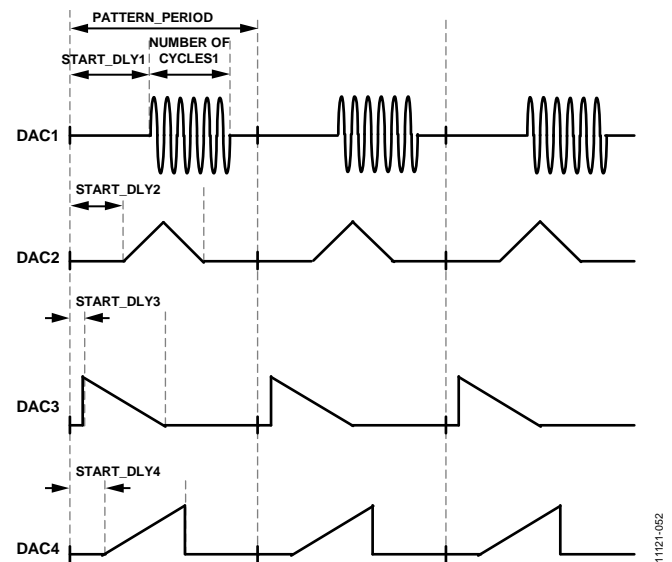 PATTERN_PERIOD
START_DLY1
NUMBER OF
CYCLES1
DAC1
START_DLY2
DAC2
START_DLY3
DAC3
START_DLY4
DAC4
11121-052